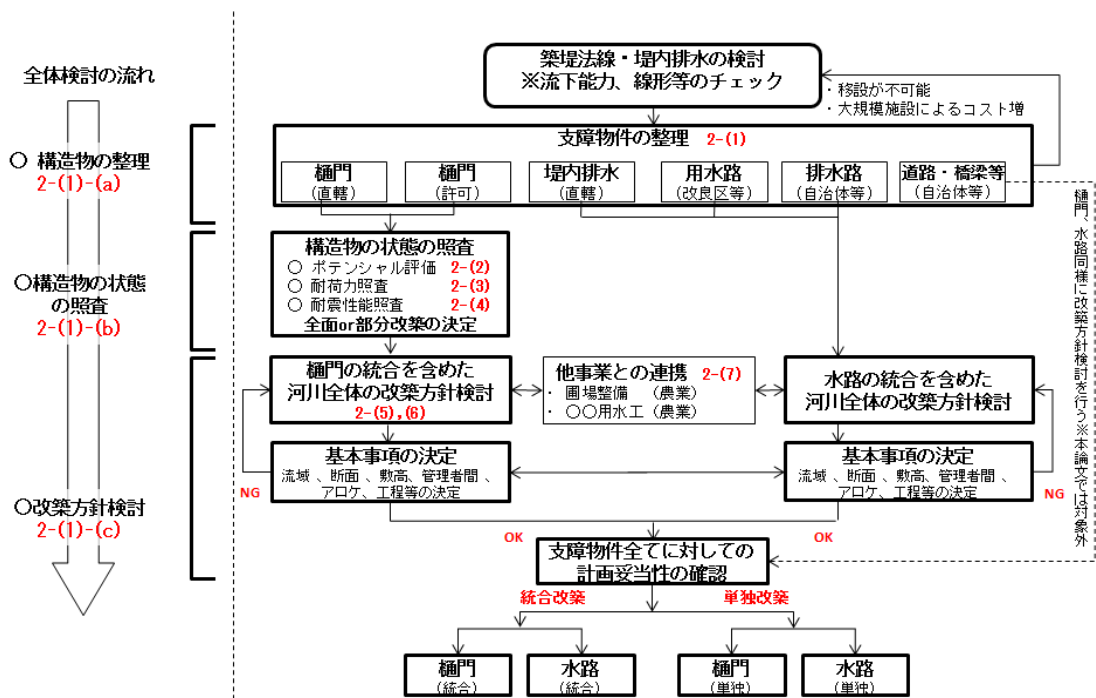 全体検討の流れ
○ 構造物の整理
2-(1)-(a)
○構造物の状態
の照査
2-(1)-(b)
○改築方針検討
2-(1)-(c)
築堤法線・堤内排水の検討
※流下能力、線形等のチェック
・移設が不可能
・大規模施設によるコスト増
支障物件の整理 2-(1)
樋門
(直轄)
樋門
(許可)
堤内排水
(直轄)
用水路
(改良区等)
排水路
(自治体等)
道路・橋梁等
(自治体等)
構造物の状態の照査
○ ポテンシャル評価 2-(2)
○ 耐荷力照査 2-(3)
○ 耐震性能照査 2-(4)
全面or部分改築の決定
樋門の統合を含めた
河川全体の改築方針検討
2-(5),(6)
他事業との連携 2-(7)
・ 圃場整備 (農業)
・ 〇〇用水工 (農業)
水路の統合を含めた
河川全体の改築方針検討
基本事項の決定
流域 、断面 、敷高、管理者間 、
アロケ、工程等の決定
NG
OK
基本事項の決定
流域 、断面 、敷高、管理者間 、
アロケ、工程等の決定
NG
OK
樋門、水路同様に改築方針検討を行う※本論文では対象外
支障物件全てに対しての
計画妥当性の確認
統合改築
単独改築
樋門
(統合)
水路
(統合)
樋門
(単独)
水路
(単独)